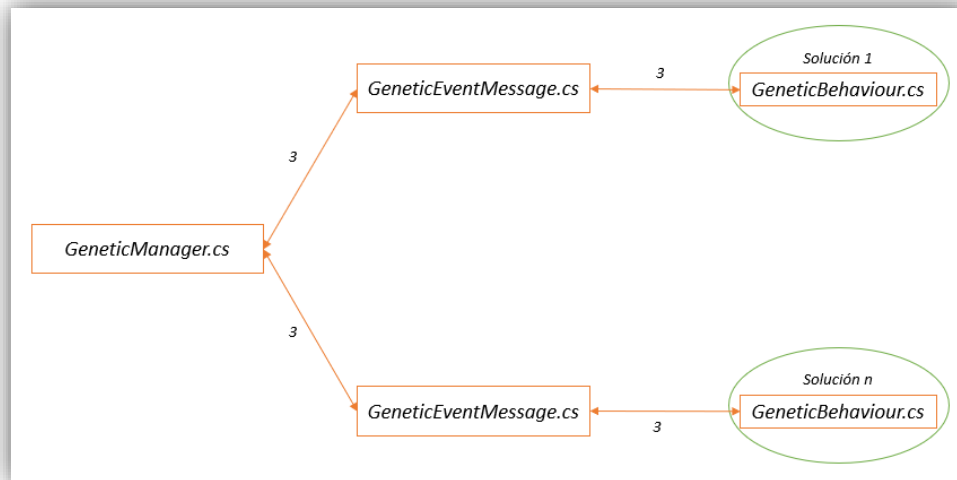 Solución 1
GeneticEventMessage.cs
3
GeneticBehaviour.cs
3
GeneticManager.cs
3
Solución n
GeneticEventMessage.cs
GeneticBehaviour.cs
3